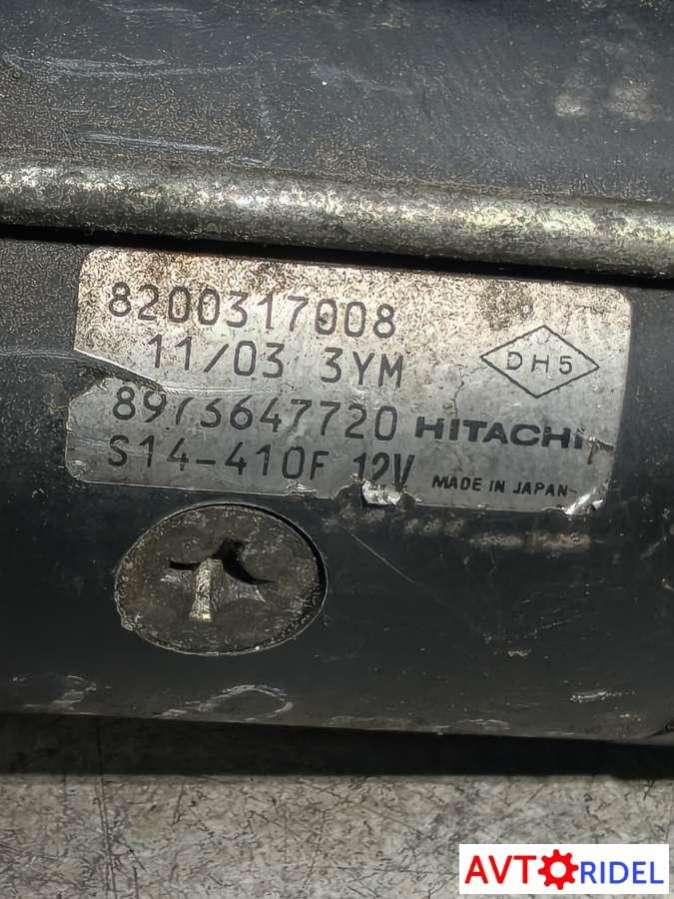 8200317008
11/03 3YM
DH5
8973647720 HITACHI
S14-410F 12V MADE IN JAPAN
AVTORIDEL